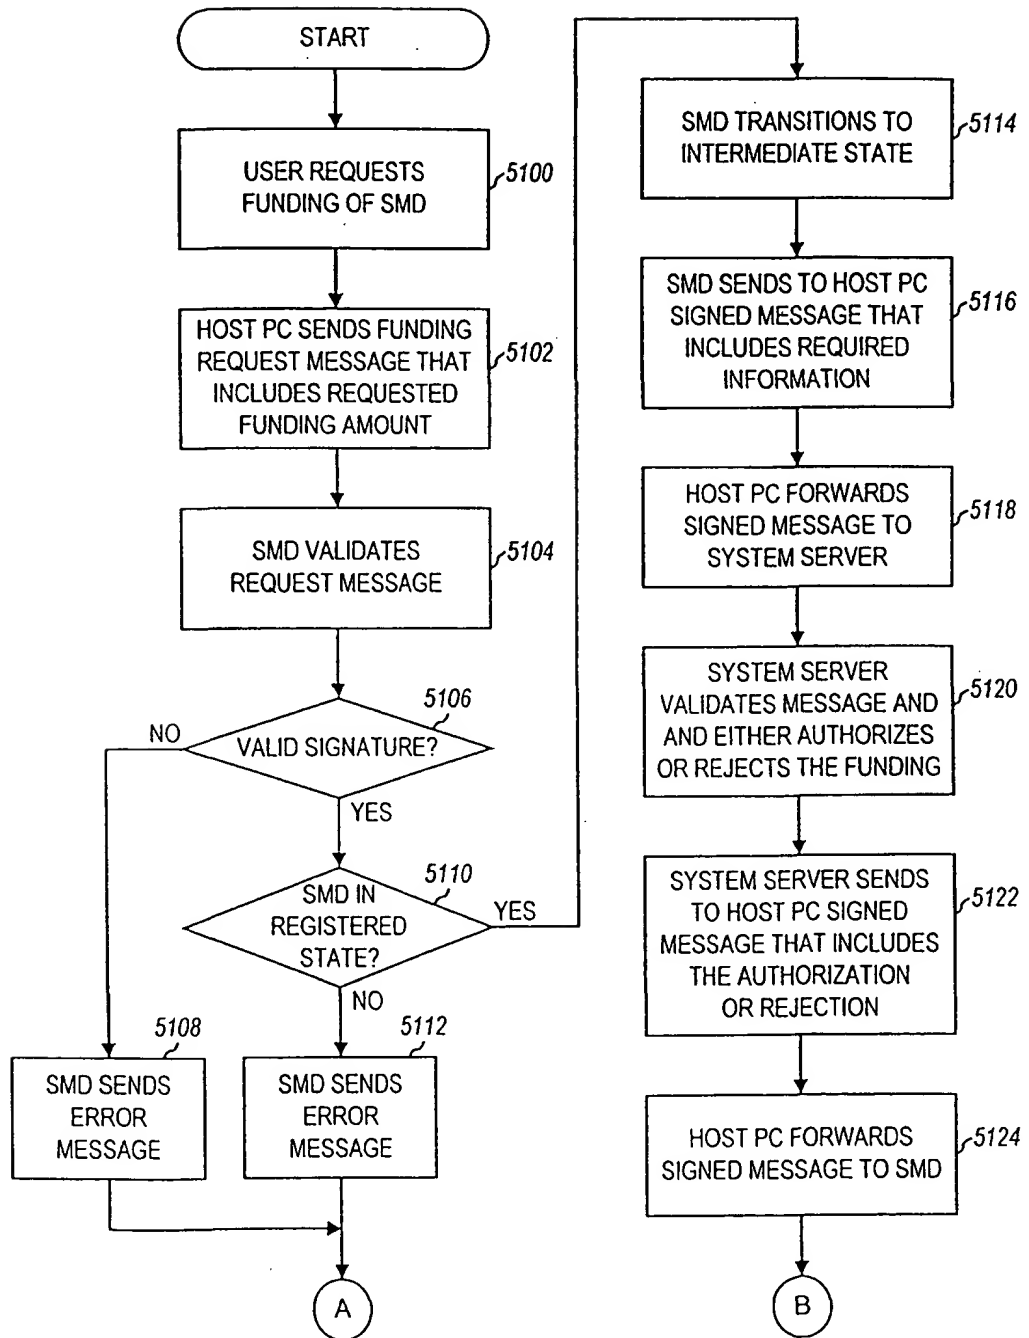 START
USER REQUESTS
FUNDING OF SMD
5100
HOST PC SENDS FUNDING
REQUEST MESSAGE THAT
INCLUDES REQUESTED
FUNDING AMOUNT
5102
SMD VALIDATES
REQUEST MESSAGE
5104
VALID SIGNATURE?
5106
NO
YES
SMD IN
REGISTERED
STATE?
5110
YES
NO
SMD SENDS
ERROR
MESSAGE
5108
SMD SENDS
ERROR
MESSAGE
5112
A
SMD TRANSITIONS TO
INTERMEDIATE STATE
5114
SMD SENDS TO HOST PC
SIGNED MESSAGE THAT
INCLUDES REQUIRED
INFORMATION
5116
HOST PC FORWARDS
SIGNED MESSAGE TO
SYSTEM SERVER
5118
SYSTEM SERVER
VALIDATES MESSAGE AND
AND EITHER AUTHORIZES
OR REJECTS THE FUNDING
5120
SYSTEM SERVER SENDS
TO HOST PC SIGNED
MESSAGE THAT INCLUDES
THE AUTHORIZATION
OR REJECTION
5122
HOST PC FORWARDS
SIGNED MESSAGE TO SMD
5124
B